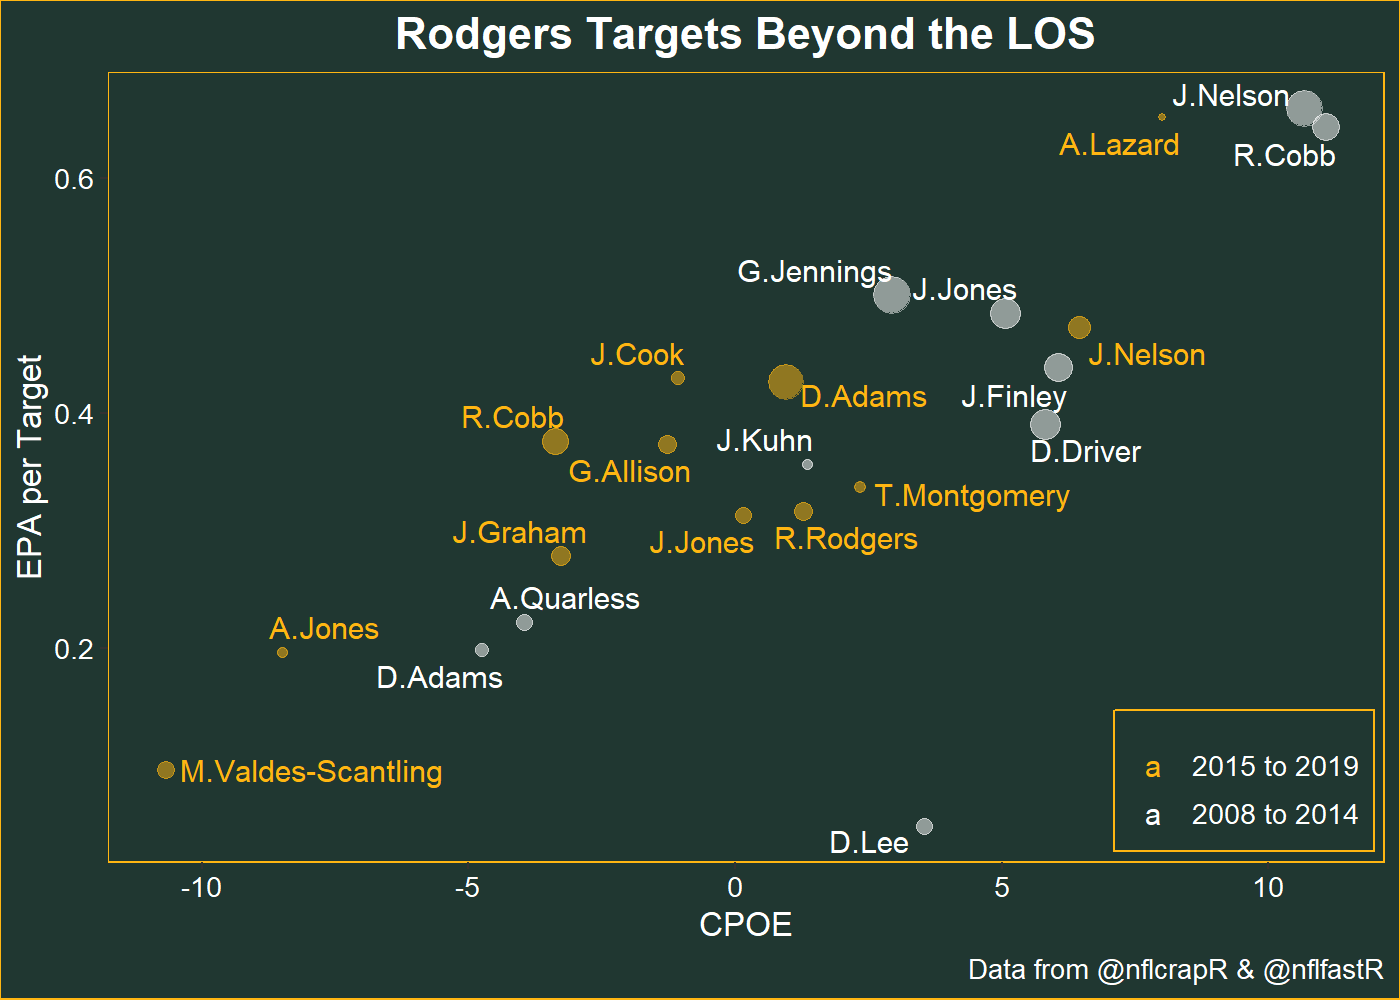 Rodgers Targets Beyond the LOS
J.Nelson
A.Lazard
R.Cobb
0.6
G.Jennings
J.Jones
J.Cook
J.Nelson
D.Adams
J.Finley
0.4
R.Cobb
J.Kuhn
D.Driver
G.Allison
T.Montgomery
EPA per Target
J.Graham
J.Jones
R.Rodgers
A.Quarless
A.Jones
0.2
D.Adams
M.Valdes-Scantling
D.Lee
a 2015 to 2019
a 2008 to 2014
-10 -5 0 5 10
CPOE
Data from @nflcrapR & @nflfastR